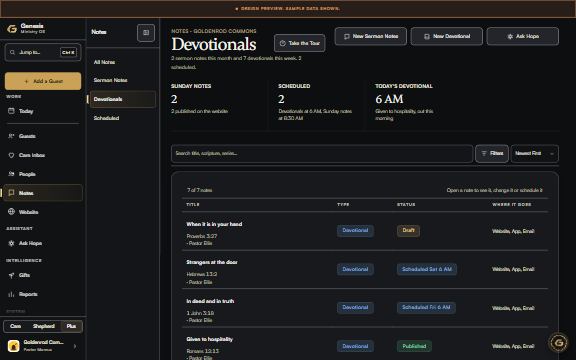 DESIGN PREVIEW. SAMPLE DATA SHOWN.
Genesis
Ministry OS
Jump to...
Ctrl K
+ Add a Guest
WORK
Today
Guests
Care Inbox
People
Notes
Website
ASSISTANT
Ask Hope
INTELLIGENCE
Gifts
Reports
Care
Shepherd
Plus
Goldenrod Com...
Pastor Marcus
Notes
All Notes
Sermon Notes
Devotionals
Scheduled
NOTES · GOLDENROD COMMONS
Devotionals
2 sermon notes this month and 7 devotionals this week. 2
scheduled.
Take the Tour
New Sermon Notes
New Devotional
Ask Hope
SUNDAY NOTES
2
2 published on the website
SCHEDULED
2
Devotionals at 6 AM, Sunday notes
at 8:30 AM
TODAY'S DEVOTIONAL
6 AM
Given to hospitality, put out this
morning
Search title, scripture, series...
Filters
Newest First
7 of 7 notes
Open a note to see it, change it or schedule it
TITLE
TYPE
STATUS
WHERE IT GOES
When it is in your hand
Proverbs 3:27
· Pastor Ellie
Devotional
Draft
Website, App, Email
Strangers at the door
Hebrews 13:2
· Pastor Ellie
Devotional
Scheduled Sat 6 AM
Website, App, Email
In deed and in truth
1 John 3:18
· Pastor Ellie
Devotional
Scheduled Fri 6 AM
Website, App, Email
Given to hospitality
Romans 12:13
· Pastor Ellie
Devotional
Published
Website, App, Email